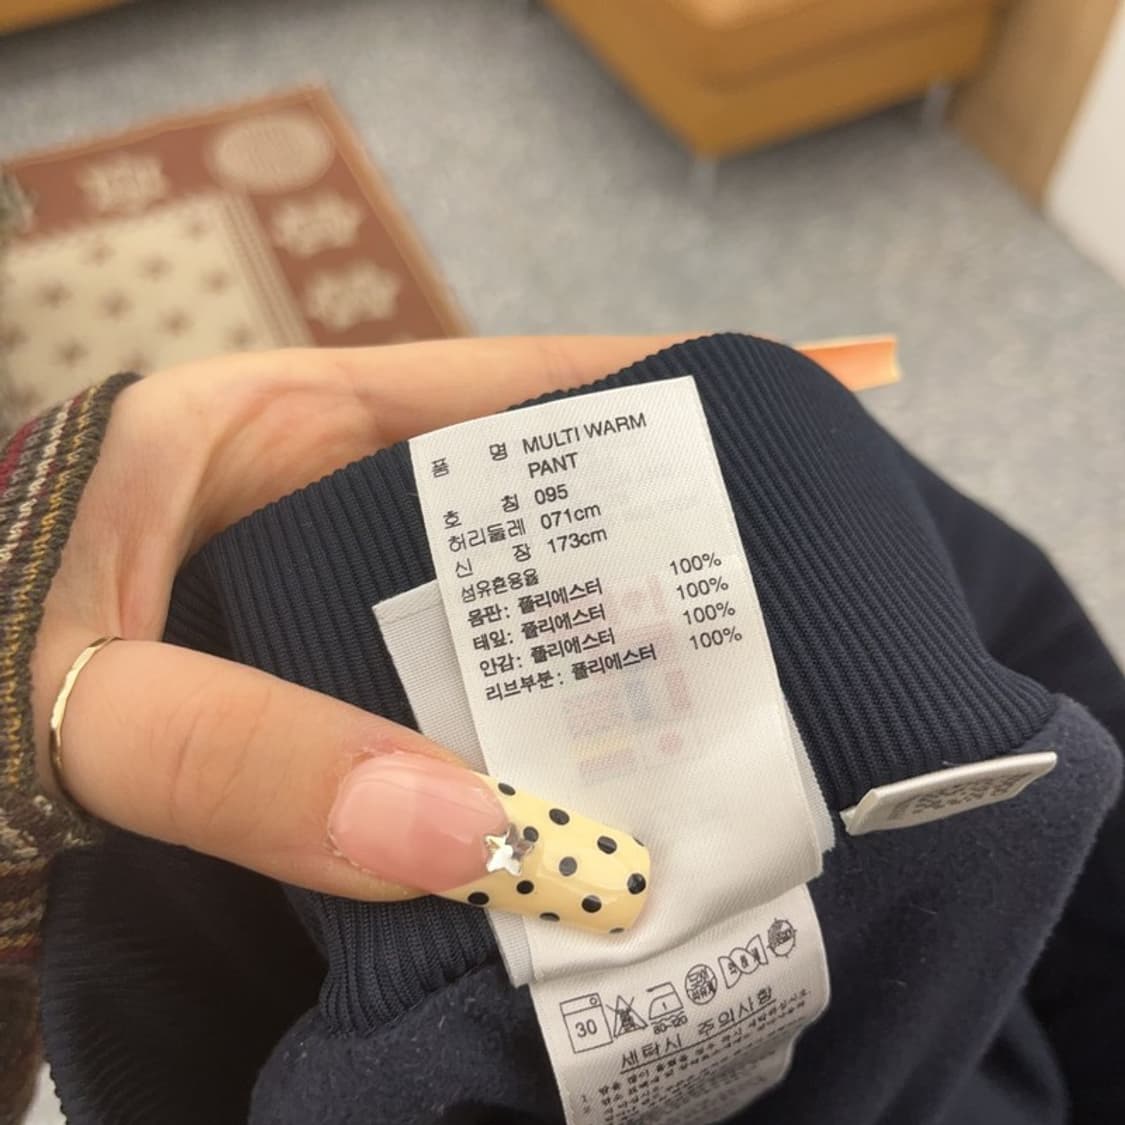 품 명 MULTI WARM
PANT
호 칭 095
허리둘레 071cm
신 장 173cm
섬유혼용율
몸판: 폴리에스터 100%
테잎: 폴리에스터 100%
안감: 폴리에스터 100%
리브부분: 폴리에스터 100%
30
80~120
세탁시 주의사항